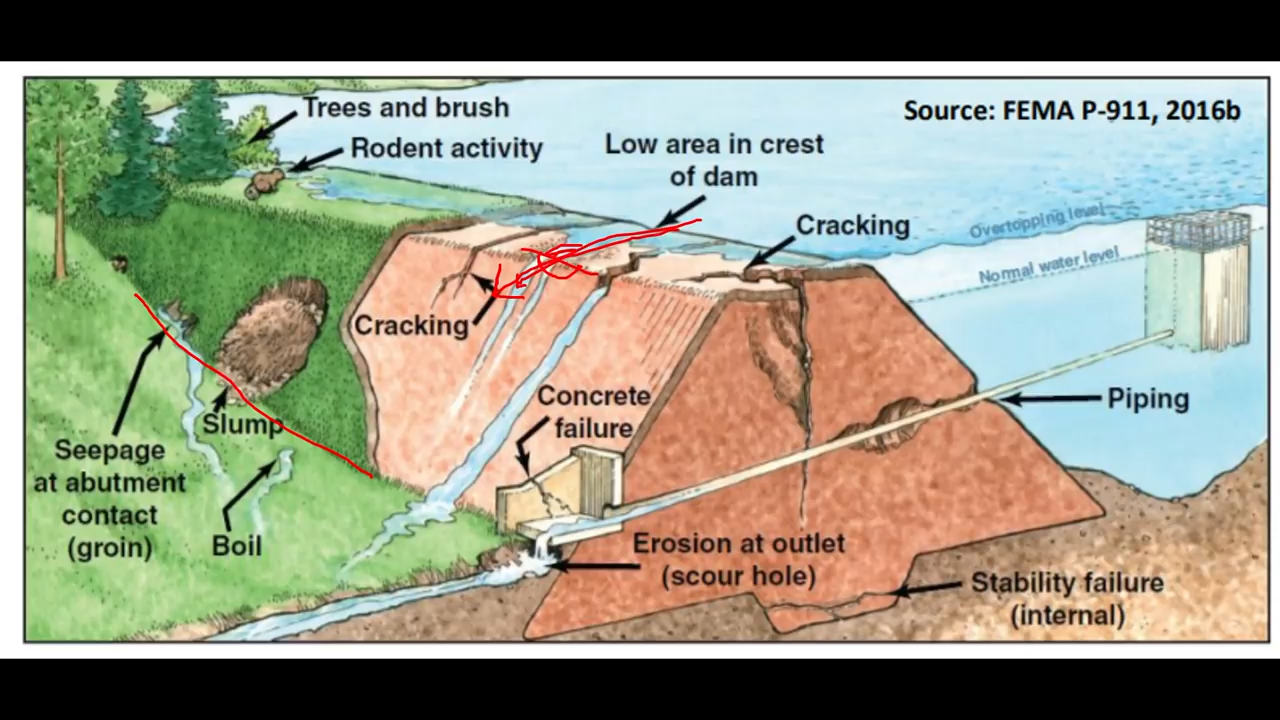 Source: FEMA P-911, 2016b
Trees and brush
Rodent activity
Low area in crest
of dam
Cracking
Overtopping level
Normal water level
Cracking
Concrete
failure
Piping
Slump
Seepage
at abutment
contact
(groin)
Boil
Erosion at outlet
(scour hole)
Stability failure
(internal)